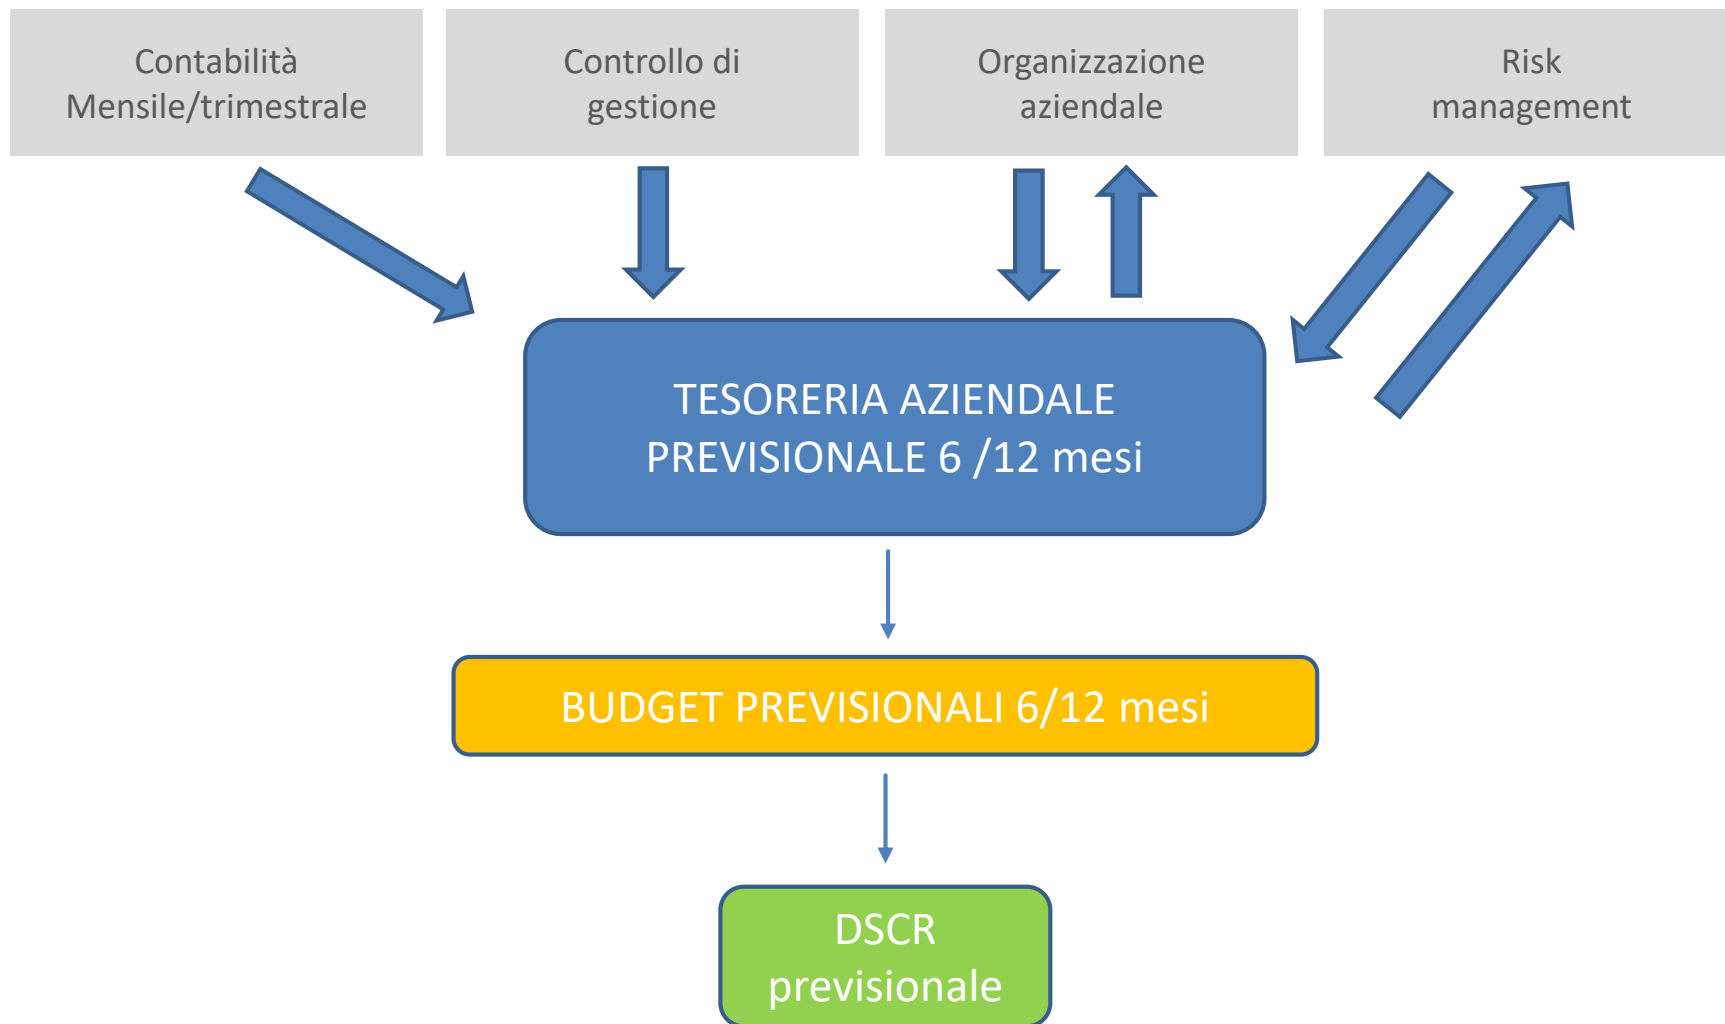 Contabilità
Mensile/trimestrale
Controllo di
gestione
Organizzazione
aziendale
Risk
management
TESORERIA AZIENDALE
PREVISIONALE 6 /12 mesi
BUDGET PREVISIONALI 6/12 mesi
DSCR
previsionale